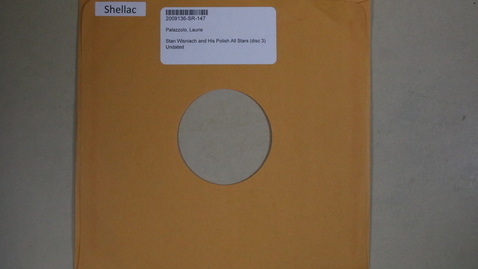 Shellac
2009136-SR-147
Palazzolo, Laurie
Stan Wisniach and His Polish All Stars (disc 3)
Undated